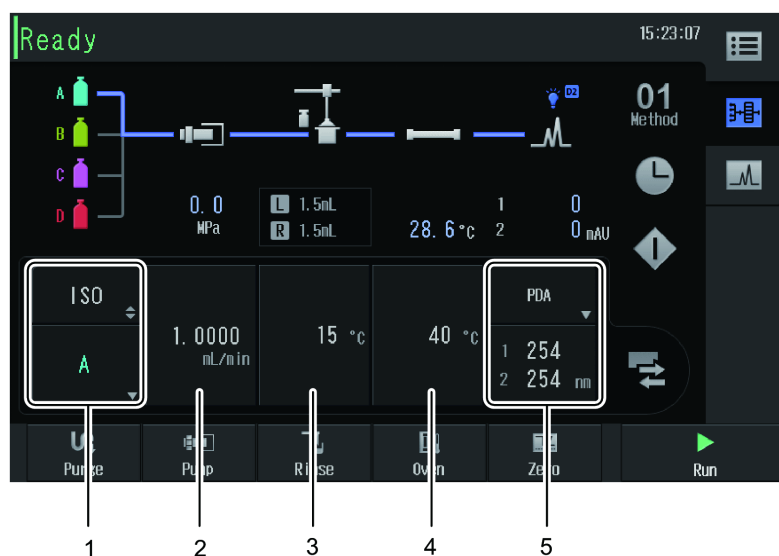 Ready
15:23:07
A
D2
01
Method
B
C
D
0.0
MPa
L 1.5mL
R 1.5mL
28.6°C
1 0
2 0 mAU
ISO
A
1.0000
mL/min
15 °C
40 °C
PDA
1 254
2 254 nm
Purge
Pump
Rinse
Oven
Zero
Run
1 2 3 4 5